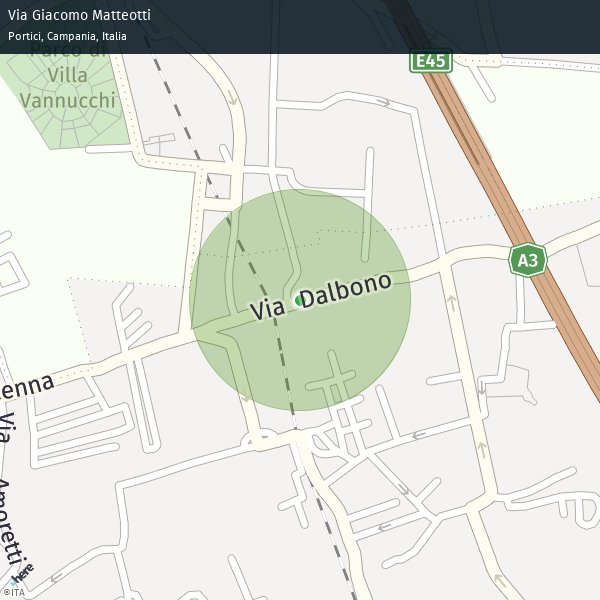 Via Giacomo Matteotti
Portici, Campania, Italia
E45
Parco di
Villa
Vannucchi
A3
Via Dalbono
enna
Via Amoretti
here
©ITA